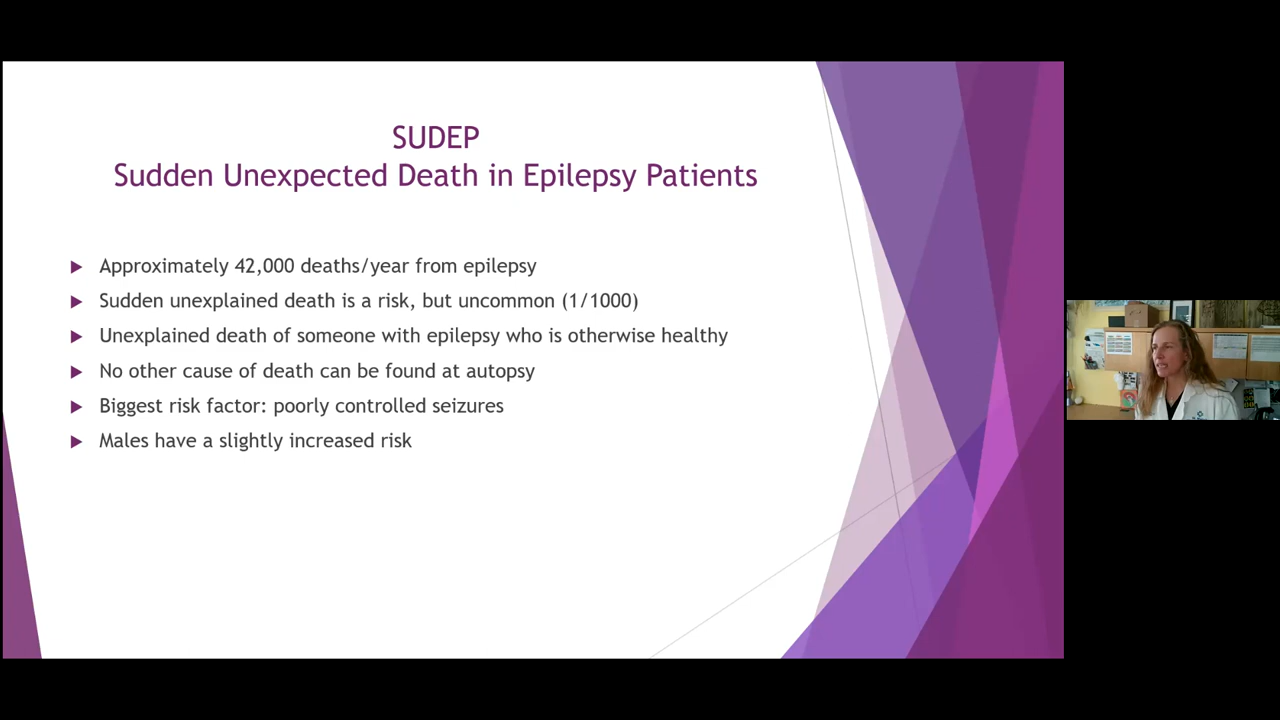 SUDEP
Sudden Unexpected Death in Epilepsy Patients
Approximately 42,000 deaths/year from epilepsy
Sudden unexplained death is a risk, but uncommon (1/1000)
Unexplained death of someone with epilepsy who is otherwise healthy
No other cause of death can be found at autopsy
Biggest risk factor: poorly controlled seizures
Males have a slightly increased risk